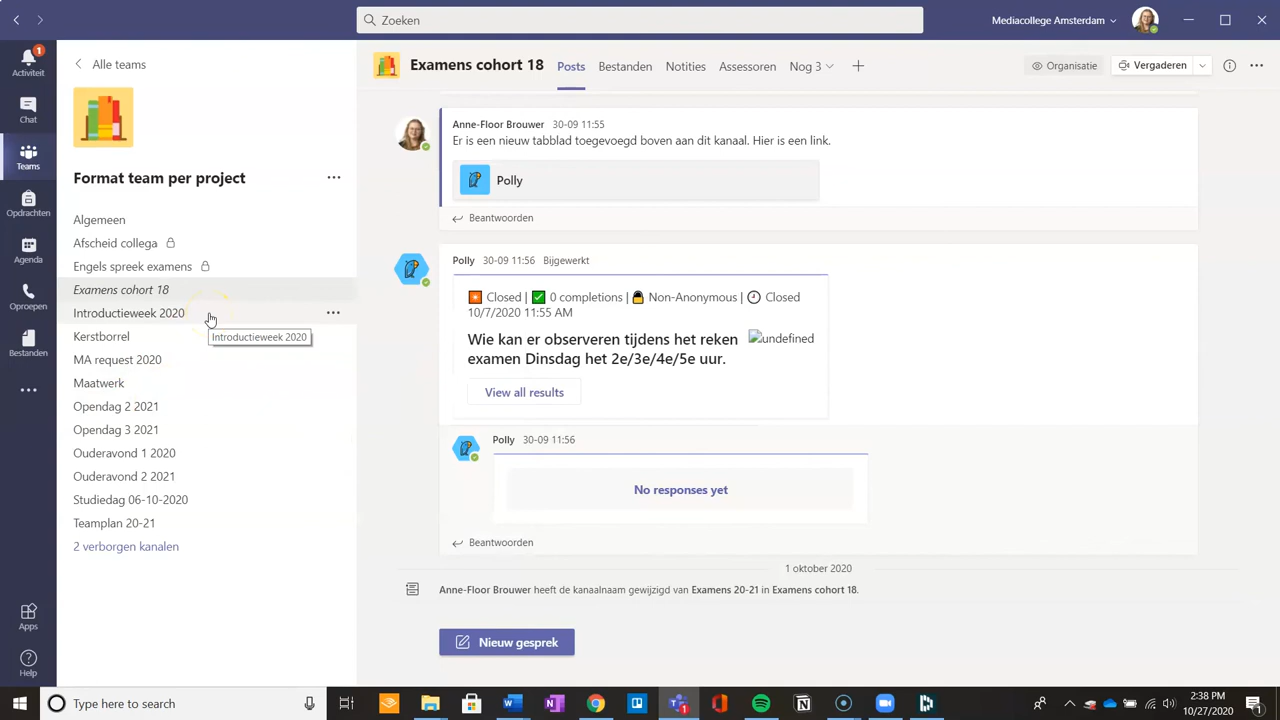 Zoeken
Mediacollege Amsterdam
Activiteit
1
Chat
Teams
Opdrachten
Agenda
Oproepen
Bestanden
Apps
Help
Alle teams
Format team per project
Algemeen
Afscheid collega
Engels spreek examens
Examens cohort 18
Introductieweek 2020
Introductieweek 2020
Kerstborrel
MA request 2020
Maatwerk
Opendag 2 2021
Opendag 3 2021
Ouderavond 1 2020
Ouderavond 2 2021
Studiedag 06-10-2020
Teamplan 20-21
2 verborgen kanalen
Examens cohort 18 Posts Bestanden Notities Assessoren Nog 3
Organisatie Vergaderen
Anne-Floor Brouwer 30-09 11:55
Er is een nieuw tabblad toegevoegd boven aan dit kanaal. Hier is een link.
Polly
Beantwoorden
Polly 30-09 11:56 Bijgewerkt
Closed | 0 completions | Non-Anonymous | Closed
10/7/2020 11:55 AM
Wie kan er observeren tijdens het reken
examen Dinsdag het 2e/3e/4e/5e uur.
undefined
View all results
Polly 30-09 11:56
No responses yet
Beantwoorden
1 oktober 2020
Anne-Floor Brouwer heeft de kanaalnaam gewijzigd van Examens 20-21 in Examens cohort 18.
Nieuw gesprek
Type here to search
2:38 PM
10/27/2020
1